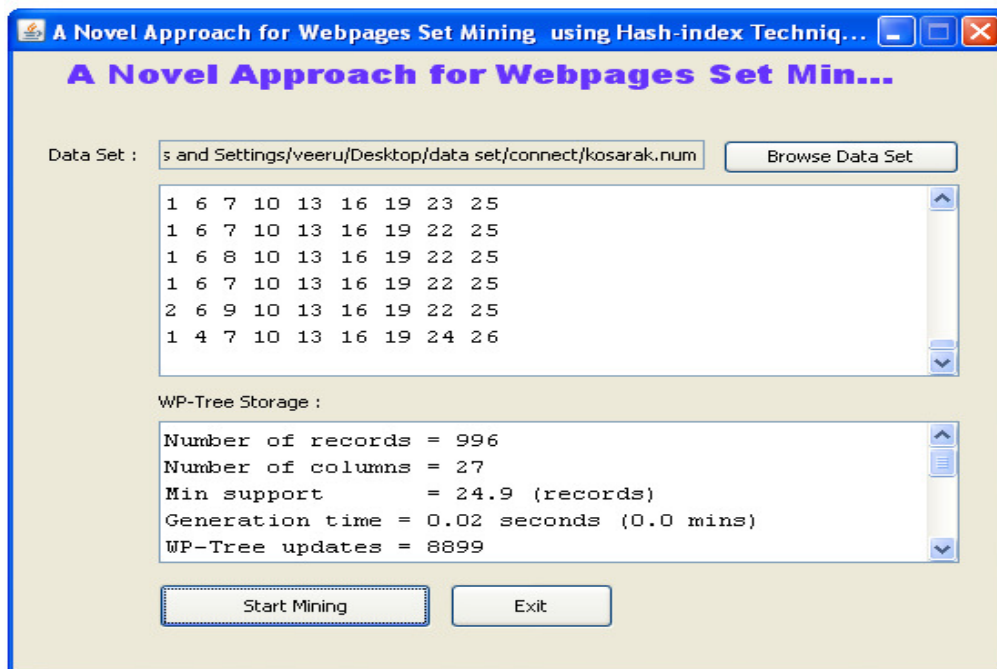 A Novel Approach for Webpages Set Mining using Hash-index Techniq...
A Novel Approach for Webpages Set Min...
Data Set :
s and Settings/veeru/Desktop/data set/connect/kosarak.num
Browse Data Set
1 6 7 10 13 16 19 23 25
1 6 7 10 13 16 19 22 25
1 6 8 10 13 16 19 22 25
1 6 7 10 13 16 19 22 25
2 6 9 10 13 16 19 22 25
1 4 7 10 13 16 19 24 26
WP-Tree Storage :
Number of records = 996
Number of columns = 27
Min support = 24.9 (records)
Generation time = 0.02 seconds (0.0 mins)
WP-Tree updates = 8899
Start Mining
Exit